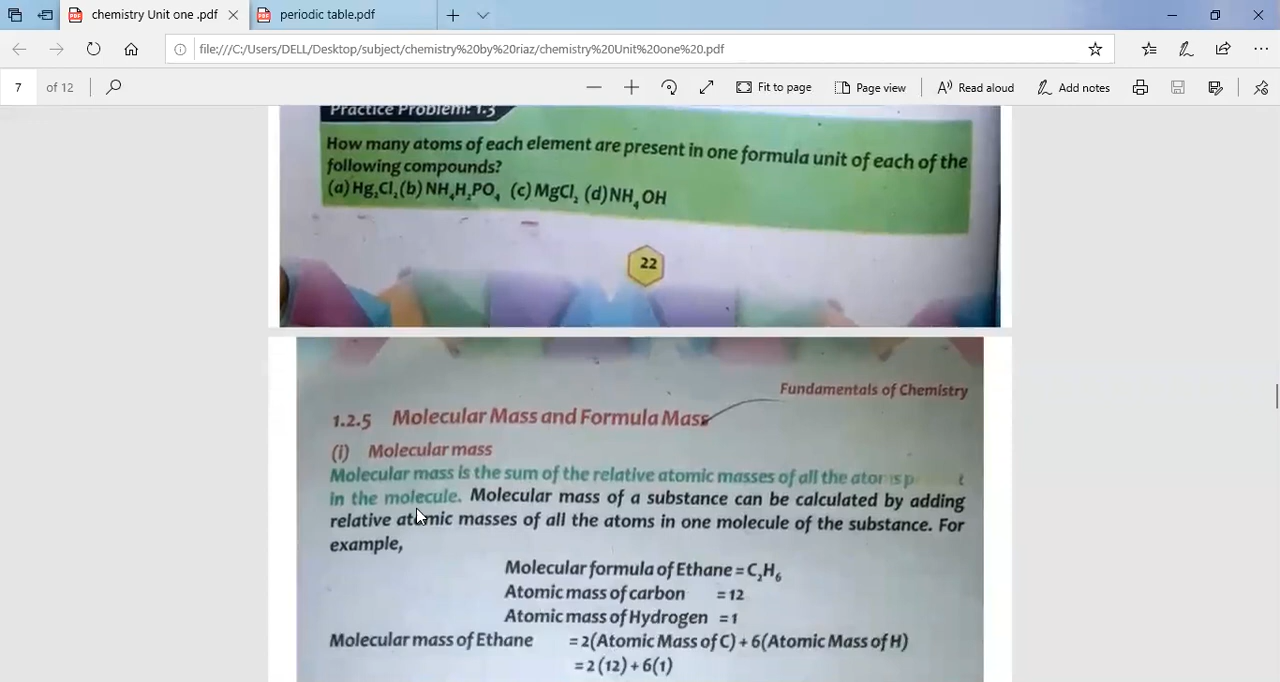 chemistry Unit one .pdf
periodic table.pdf
file:///C:/Users/DELL/Desktop/subject/chemistry%20by%20riaz/chemistry%20Unit%20one%20.pdf
7 of 12
Fit to page
Page view
Read aloud
Add notes
Practice Problem: 1.3
How many atoms of each element are present in one formula unit of each of the
following compounds?
(a) Hg₂Cl₂ (b) NH₄H₂PO₄ (c) MgCl₂ (d) NH₄OH
22
Fundamentals of Chemistry
1.2.5 Molecular Mass and Formula Mass
(i) Molecular mass
Molecular mass is the sum of the relative atomic masses of all the atoms
in the molecule. Molecular mass of a substance can be calculated by adding
relative atomic masses of all the atoms in one molecule of the substance. For
example,
Molecular formula of Ethane = C₂H₆
Atomic mass of carbon = 12
Atomic mass of Hydrogen = 1
Molecular mass of Ethane = 2(Atomic Mass of C) + 6(Atomic Mass of H)
= 2 (12) + 6(1)